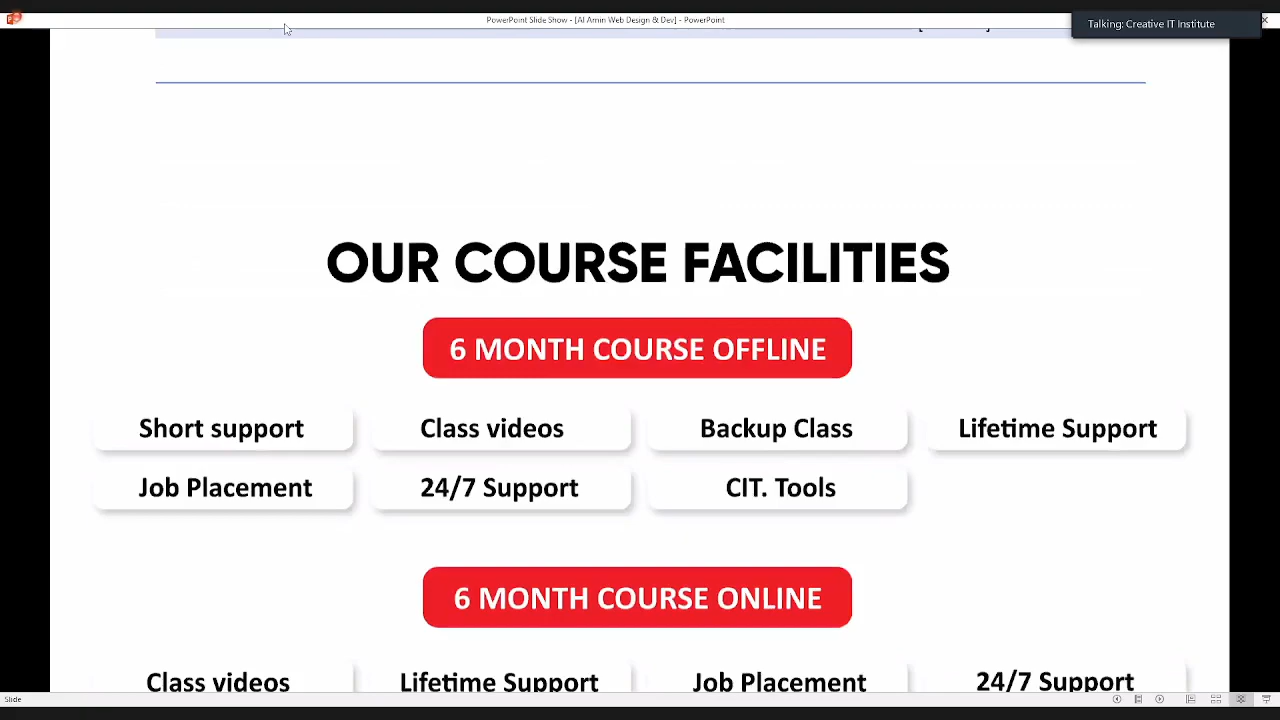 PowerPoint Slide Show - [Al Amin Web Design & Dev] - PowerPoint
Talking: Creative IT Institute
OUR COURSE FACILITIES
6 MONTH COURSE OFFLINE
Short support
Class videos
Backup Class
Lifetime Support
Job Placement
24/7 Support
CIT. Tools
6 MONTH COURSE ONLINE
Class videos
Lifetime Support
Job Placement
24/7 Support
Slide